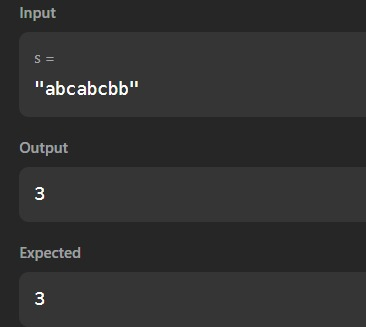 Input
s =
"abcabcbb"
Output
3
Expected
3